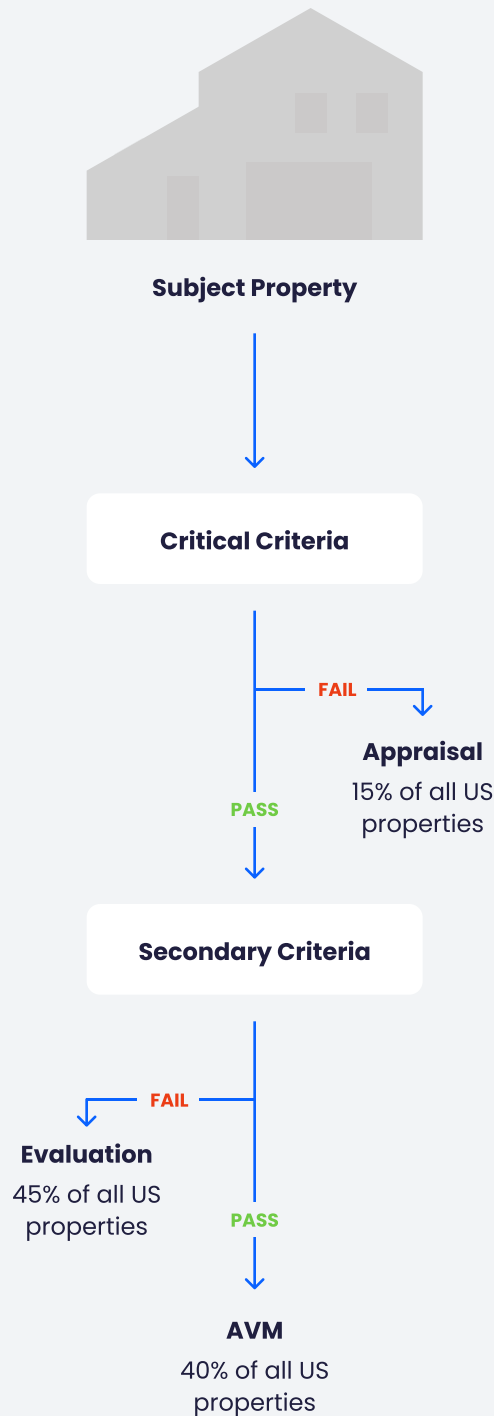 Subject Property
Critical Criteria
FAIL
Appraisal
15% of all US
properties
PASS
Secondary Criteria
FAIL
Evaluation
45% of all US
properties
PASS
AVM
40% of all US
properties